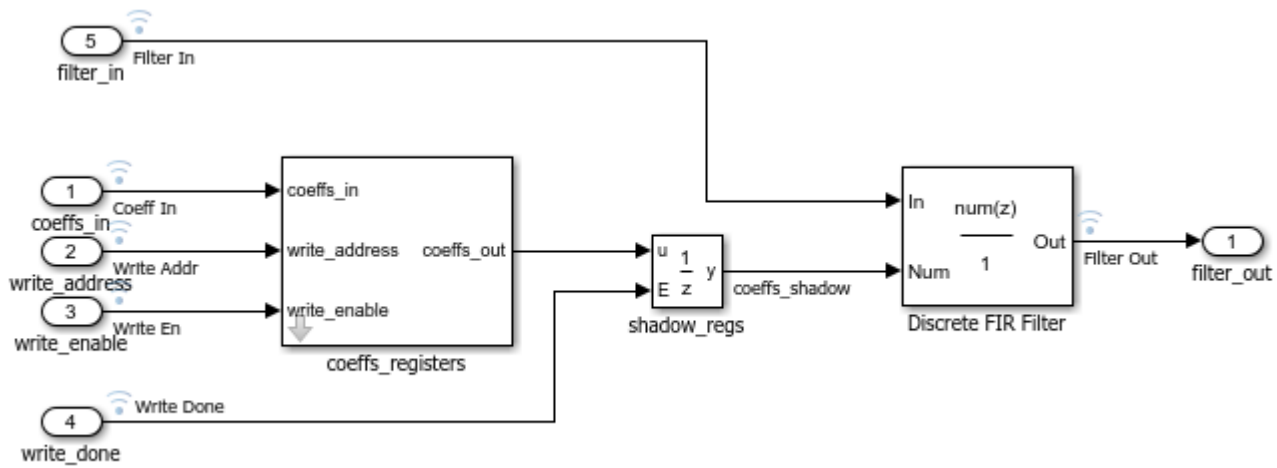 5
Filter In
filter_in
1
coeffs_in
Coeff In
2
write_address
Write Addr
3
write_enable
Write En
coeffs_in
write_address
coeffs_out
write_enable
coeffs_registers
4
write_done
Write Done
u
E
1
z
y
shadow_regs
coeffs_shadow
In
Num
num(z)
1
Out
Discrete FIR Filter
Filter Out
1
filter_out